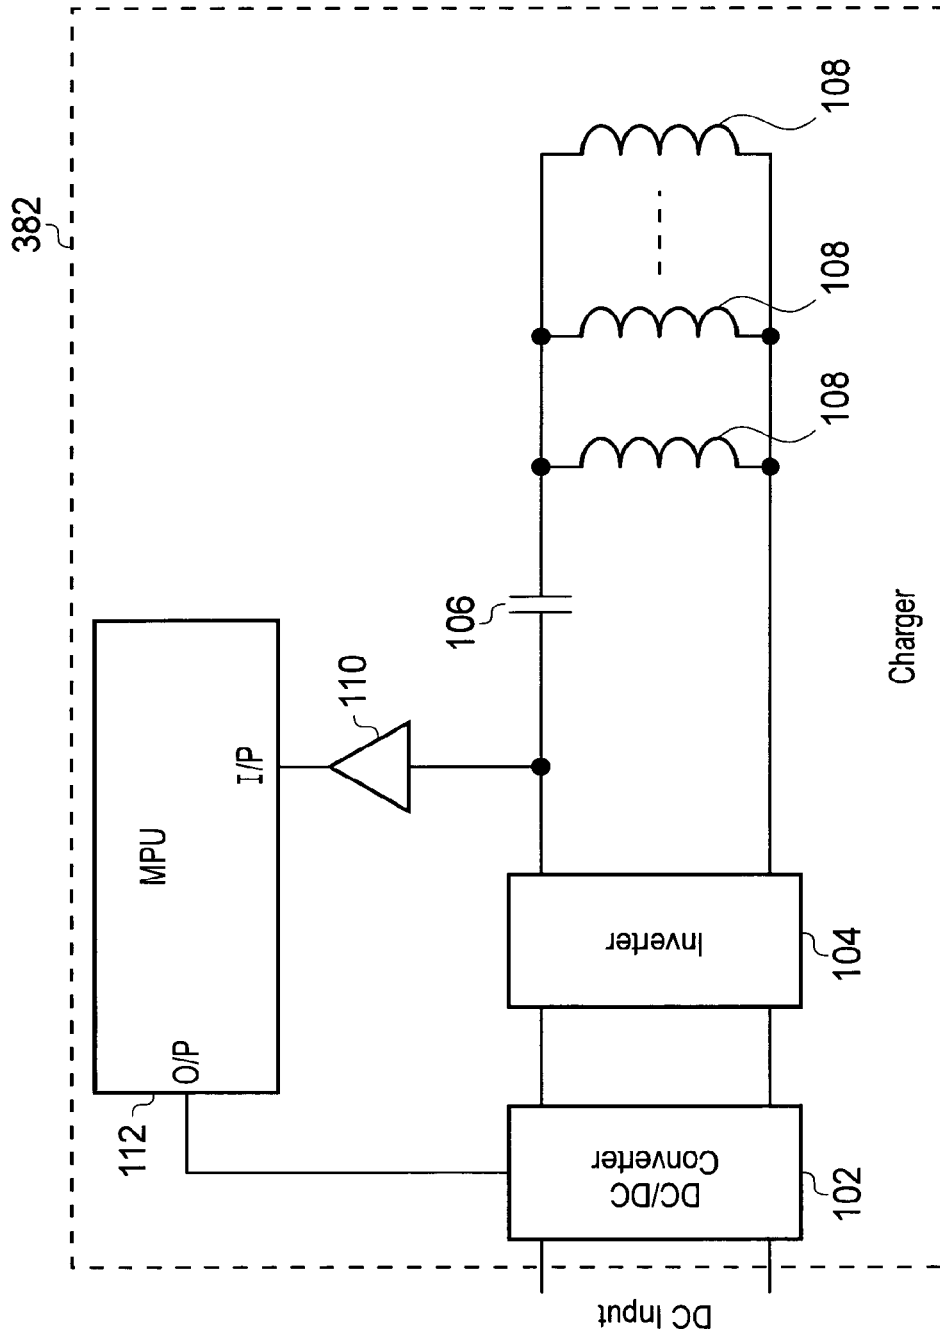 382
MPU
I/P
O/P
112
110
106
108
108
108
Inverter
104
DC/DC
Converter
102
DC Input
Charger